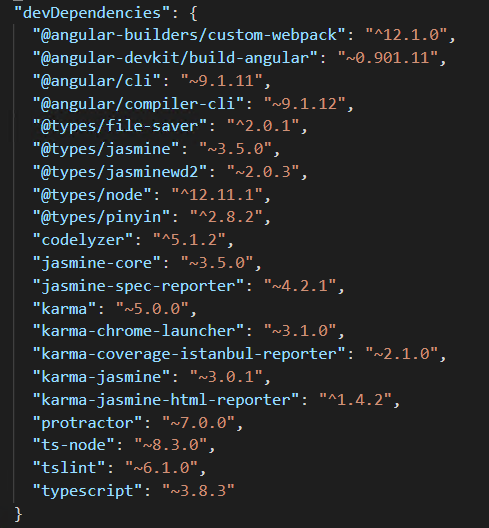 "devDependencies": {
"@angular-builders/custom-webpack": "^12.1.0",
"@angular-devkit/build-angular": "~0.901.11",
"@angular/cli": "~9.1.11",
"@angular/compiler-cli": "~9.1.12",
"@types/file-saver": "^2.0.1",
"@types/jasmine": "~3.5.0",
"@types/jasminewd2": "~2.0.3",
"@types/node": "^12.11.1",
"@types/pinyin": "^2.8.2",
"codelyzer": "^5.1.2",
"jasmine-core": "~3.5.0",
"jasmine-spec-reporter": "~4.2.1",
"karma": "~5.0.0",
"karma-chrome-launcher": "~3.1.0",
"karma-coverage-istanbul-reporter": "~2.1.0",
"karma-jasmine": "~3.0.1",
"karma-jasmine-html-reporter": "^1.4.2",
"protractor": "~7.0.0",
"ts-node": "~8.3.0",
"tslint": "~6.1.0",
"typescript": "~3.8.3"
}